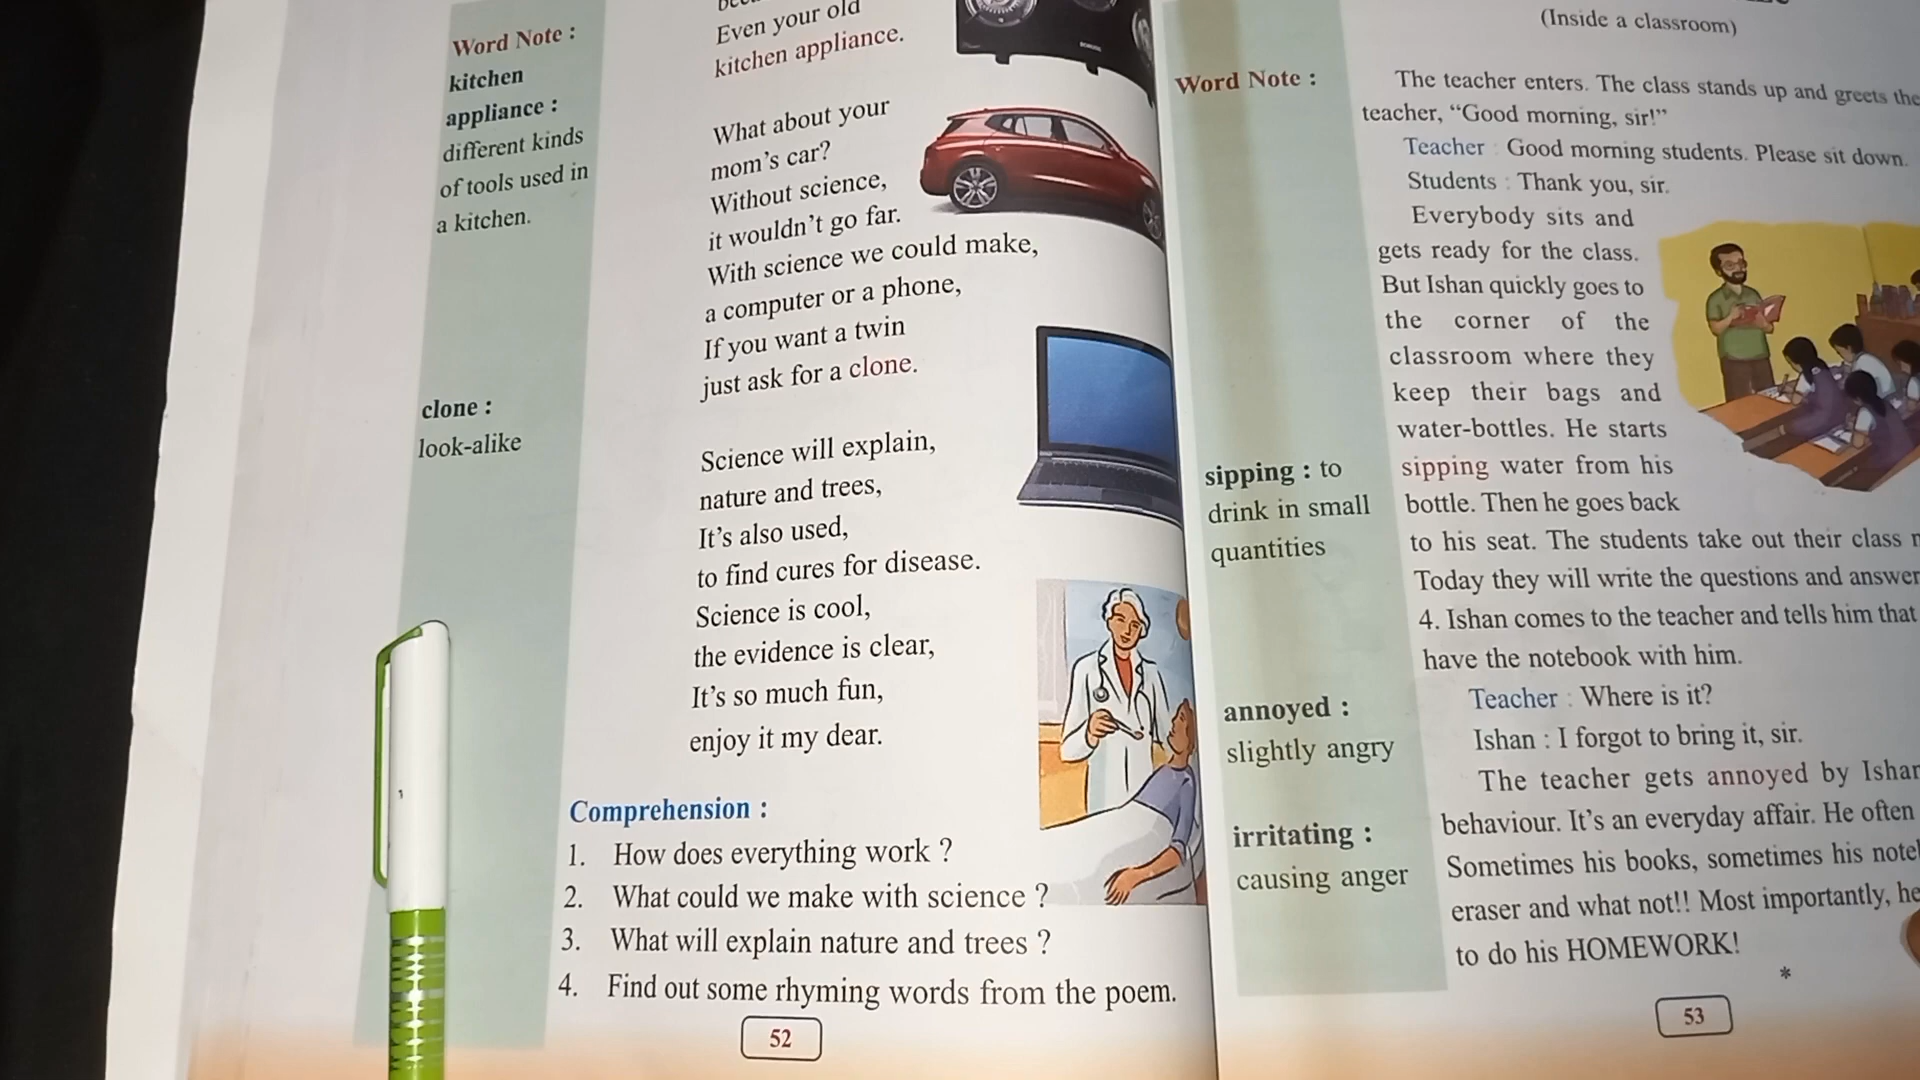 Word Note :
kitchen
appliance :
different kinds
of tools used in
a kitchen.
clone :
look-alike
Even your old
kitchen appliance.
What about your
mom's car?
Without science,
it wouldn't go far.
With science we could make,
a computer or a phone,
If you want a twin
just ask for a clone.
Science will explain,
nature and trees,
It's also used,
to find cures for disease.
Science is cool,
the evidence is clear,
It's so much fun,
enjoy it my dear.
Comprehension :
1. How does everything work ?
2. What could we make with science ?
3. What will explain nature and trees ?
4. Find out some rhyming words from the poem.
52
(Inside a classroom)
Word Note :
sipping : to
drink in small
quantities
annoyed :
slightly angry
irritating :
causing anger
The teacher enters. The class stands up and greets the
teacher, "Good morning, sir!"
Teacher : Good morning students. Please sit down.
Students : Thank you, sir.
Everybody sits and
gets ready for the class.
But Ishan quickly goes to
the corner of the
classroom where they
keep their bags and
water-bottles. He starts
sipping water from his
bottle. Then he goes back
to his seat. The students take out their class
Today they will write the questions and answer
4. Ishan comes to the teacher and tells him that
have the notebook with him.
Teacher : Where is it?
Ishan : I forgot to bring it, sir.
The teacher gets annoyed by Ishan
behaviour. It's an everyday affair. He often
Sometimes his books, sometimes his
eraser and what not!! Most importantly, he
to do his HOMEWORK!
*
53